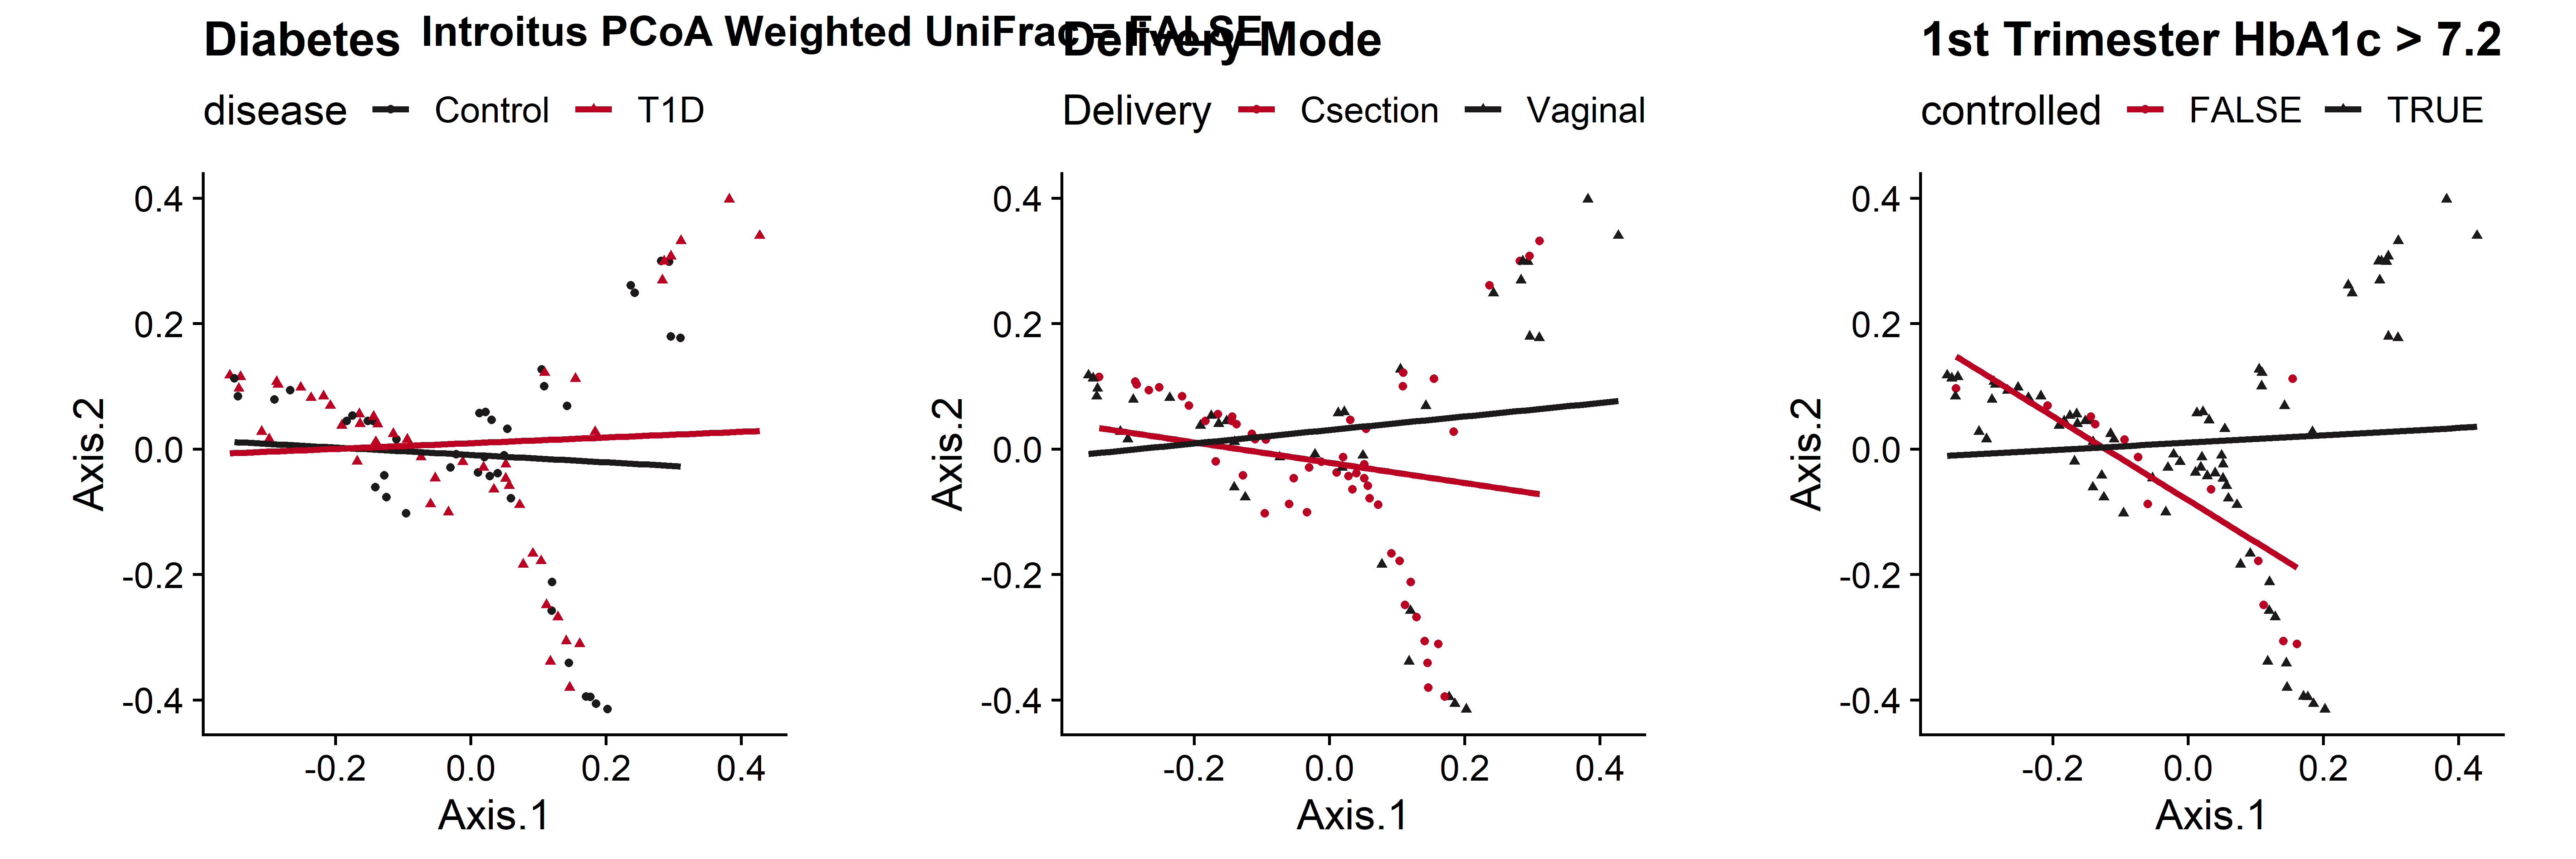 Introitus PCoA Weighted UniFrac = FALSE
Diabetes
disease Control T1D
0.4
0.2
0.0
-0.2
-0.4
Axis.2
-0.2 0.0 0.2 0.4
Axis.1
Delivery Mode
Delivery Csection Vaginal
0.4
0.2
0.0
-0.2
-0.4
Axis.2
-0.2 0.0 0.2 0.4
Axis.1
1st Trimester HbA1c > 7.2
controlled FALSE TRUE
0.4
0.2
0.0
-0.2
-0.4
Axis.2
-0.2 0.0 0.2 0.4
Axis.1